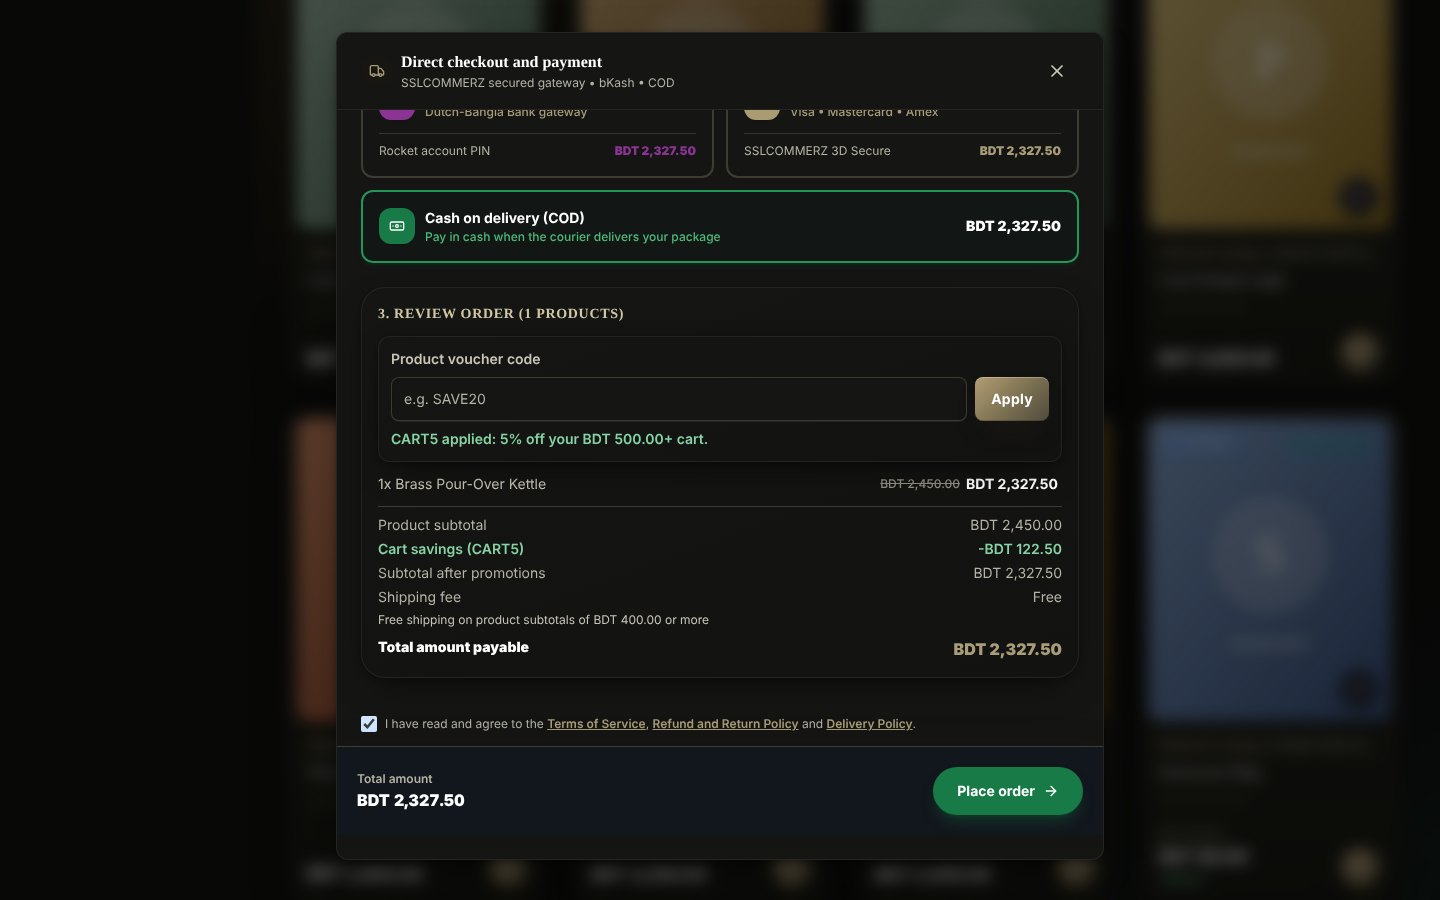 Direct checkout and payment
SSLCOMMERZ secured gateway • bKash • COD
Dutch-Bangla Bank gateway
Visa • Mastercard • Amex
Rocket account PIN
BDT 2,327.50
SSLCOMMERZ 3D Secure
BDT 2,327.50
Cash on delivery (COD)
Pay in cash when the courier delivers your package
BDT 2,327.50
3. REVIEW ORDER (1 PRODUCTS)
Product voucher code
e.g. SAVE20
Apply
CART5 applied: 5% off your BDT 500.00+ cart.
1x Brass Pour-Over Kettle
BDT 2,450.00 BDT 2,327.50
Product subtotal
BDT 2,450.00
Cart savings (CART5)
-BDT 122.50
Subtotal after promotions
BDT 2,327.50
Shipping fee
Free
Free shipping on product subtotals of BDT 400.00 or more
Total amount payable
BDT 2,327.50
I have read and agree to the Terms of Service, Refund and Return Policy and Delivery Policy.
Total amount
BDT 2,327.50
Place order →